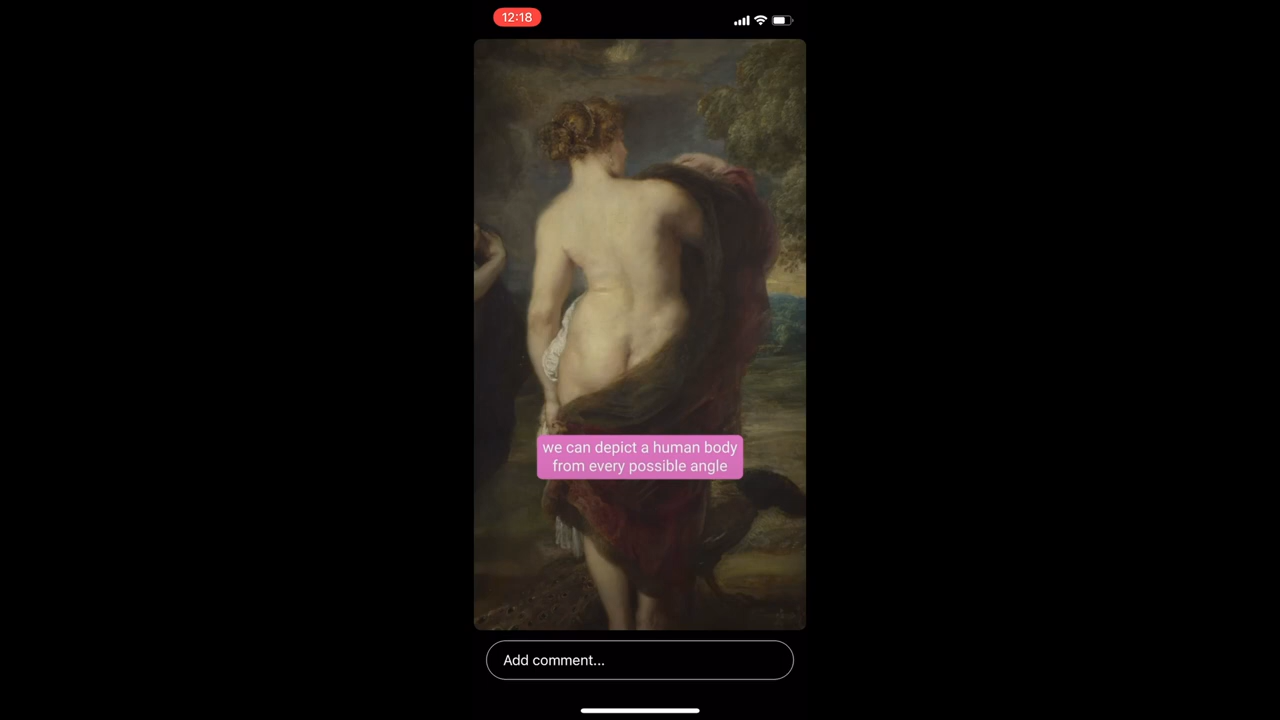 12:18
we can depict a human body
from every possible angle
Add comment...